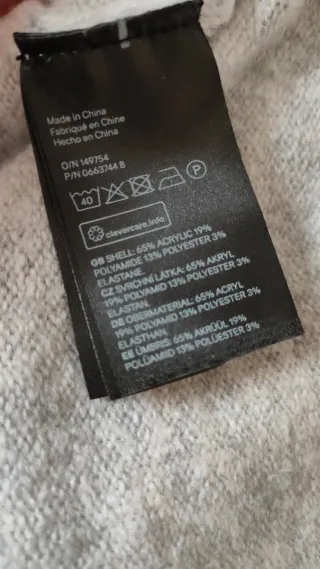 Made in China
Fabriqué en Chine
Hecho en China
O/N 149754
P/N 0663744 8
40 P
clevercare.info
GB SHELL: 65% ACRYLIC 19%
POLYAMIDE 13% POLYESTER 3%
ELASTANE.
CZ SVRCHNÍ LÁTKA: 65% AKRYL
19% POLYAMID 13% POLYESTER 3%
ELASTAN.
DE OBERMATERIAL: 65% ACRYL
19% POLYAMID 13% POLYESTER 3%
ELASTHAN.
EE ÜMBRIS: 65% AKRÜÜL 19%
POLÜAMIID 13% POLÜESTER 3%